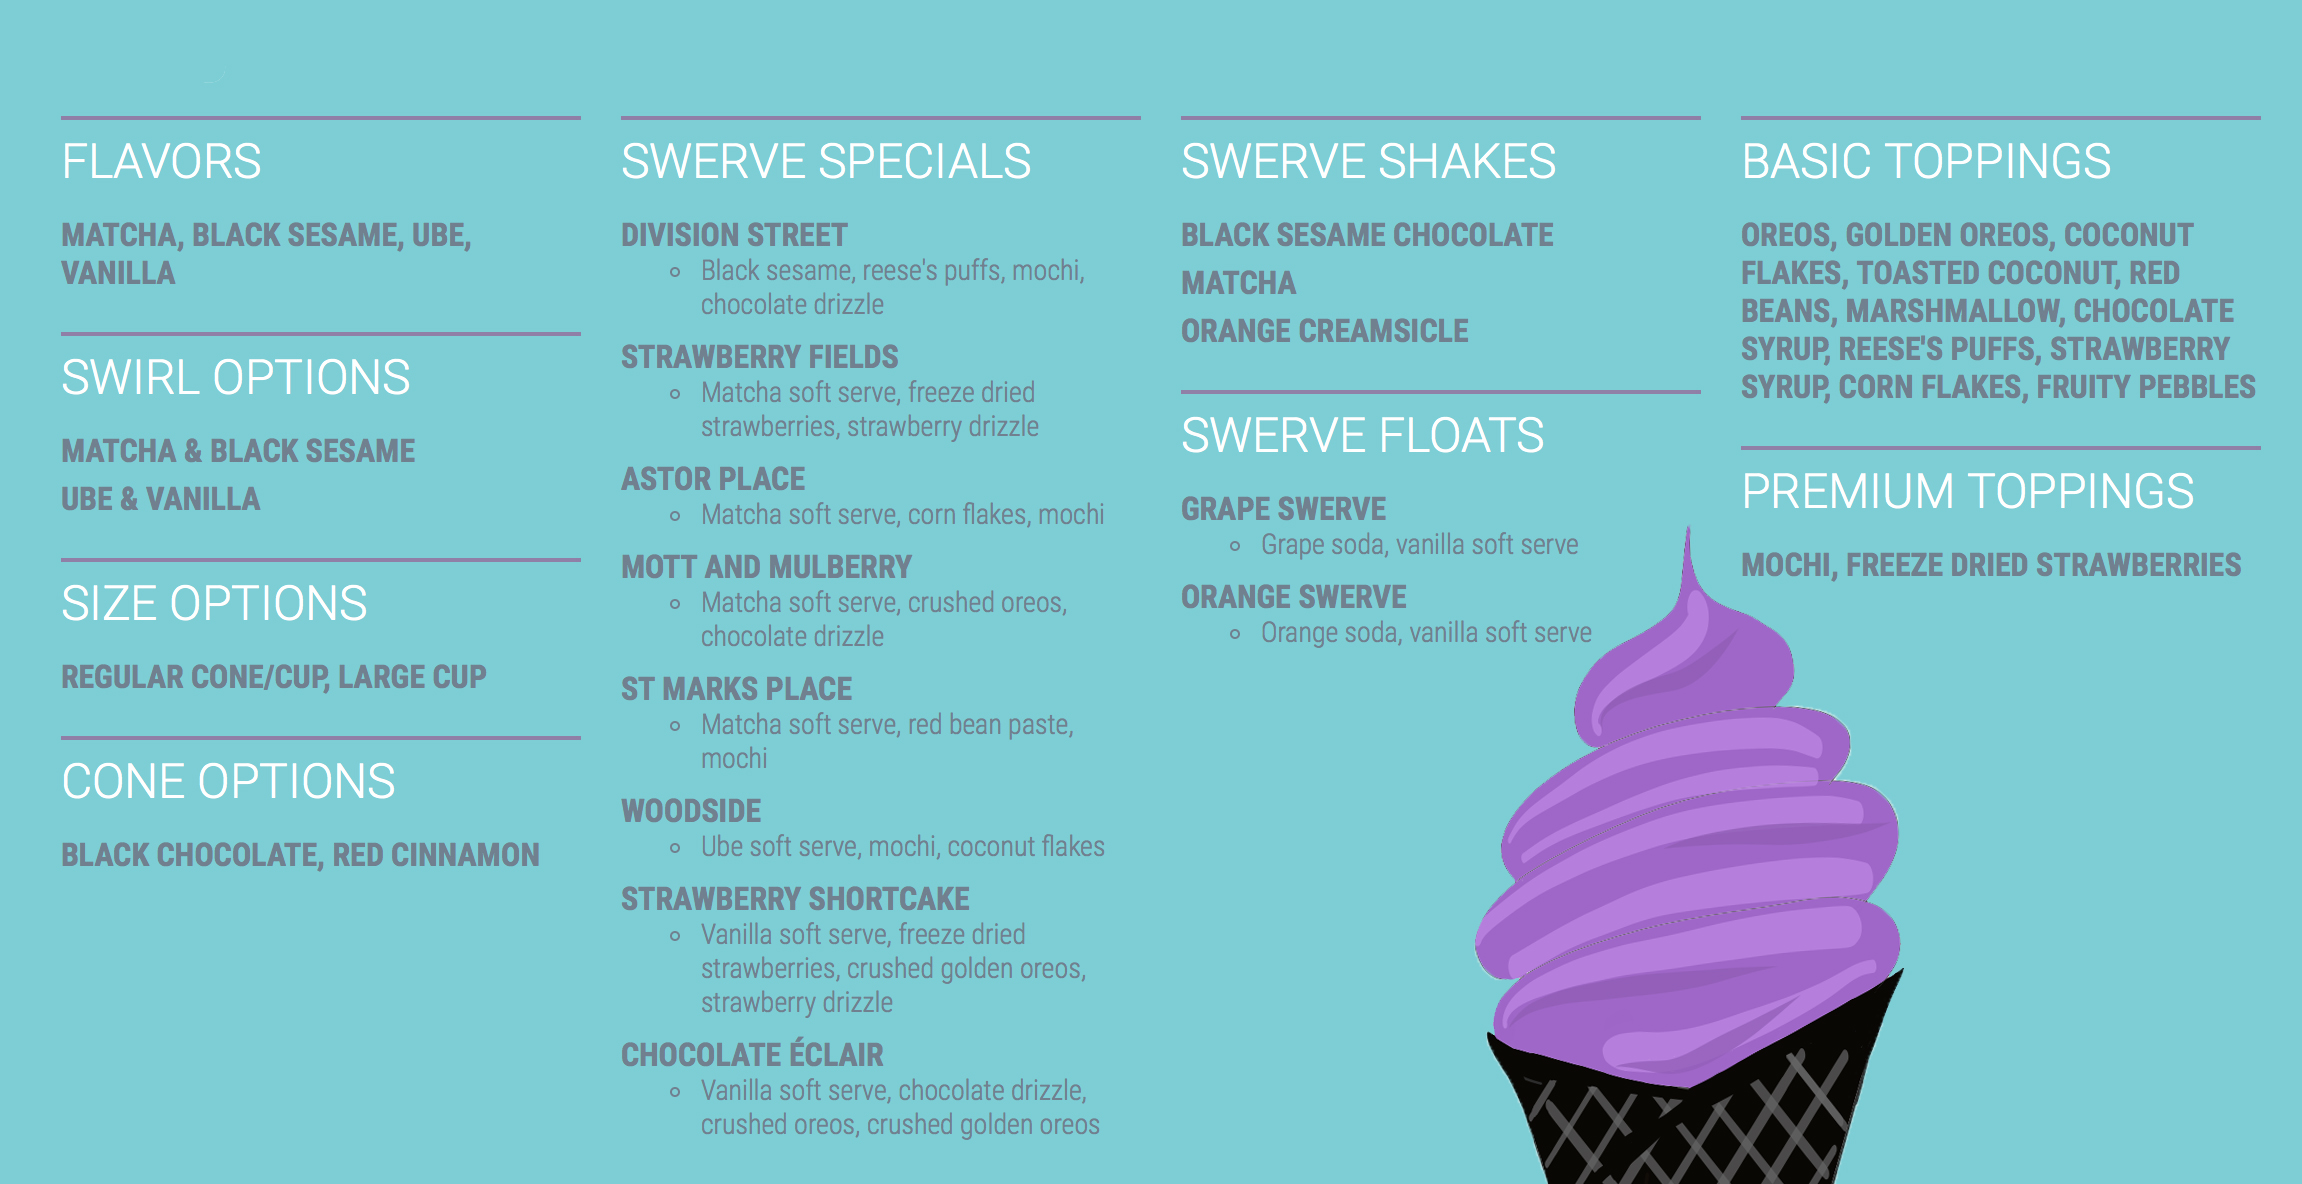 FLAVORS
MATCHA, BLACK SESAME, UBE,
VANILLA
SWIRL OPTIONS
MATCHA & BLACK SESAME
UBE & VANILLA
SIZE OPTIONS
REGULAR CONE/CUP, LARGE CUP
CONE OPTIONS
BLACK CHOCOLATE, RED CINNAMON
SWERVE SPECIALS
DIVISION STREET
Black sesame, reese's puffs, mochi,
chocolate drizzle
STRAWBERRY FIELDS
Matcha soft serve, freeze dried
strawberries, strawberry drizzle
ASTOR PLACE
Matcha soft serve, corn flakes, mochi
MOTT AND MULBERRY
Matcha soft serve, crushed oreos,
chocolate drizzle
ST MARKS PLACE
Matcha soft serve, red bean paste,
mochi
WOODSIDE
Ube soft serve, mochi, coconut flakes
STRAWBERRY SHORTCAKE
Vanilla soft serve, freeze dried
strawberries, crushed golden oreos,
strawberry drizzle
CHOCOLATE ÉCLAIR
Vanilla soft serve, chocolate drizzle,
crushed oreos, crushed golden oreos
SWERVE SHAKES
BLACK SESAME CHOCOLATE
MATCHA
ORANGE CREAMSICLE
SWERVE FLOATS
GRAPE SWERVE
Grape soda, vanilla soft serve
ORANGE SWERVE
Orange soda, vanilla soft serve
BASIC TOPPINGS
OREOS, GOLDEN OREOS, COCONUT
FLAKES, TOASTED COCONUT, RED
BEANS, MARSHMALLOW, CHOCOLATE
SYRUP, REESE'S PUFFS, STRAWBERRY
SYRUP, CORN FLAKES, FRUITY PEBBLES
PREMIUM TOPPINGS
MOCHI, FREEZE DRIED STRAWBERRIES